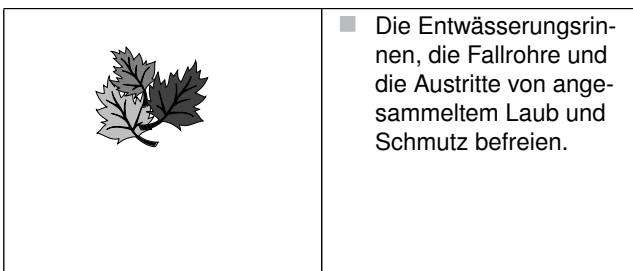 Die Entwässerungsrin-
nen, die Fallrohre und
die Austritte von ange-
sammeltem Laub und
Schmutz befreien.